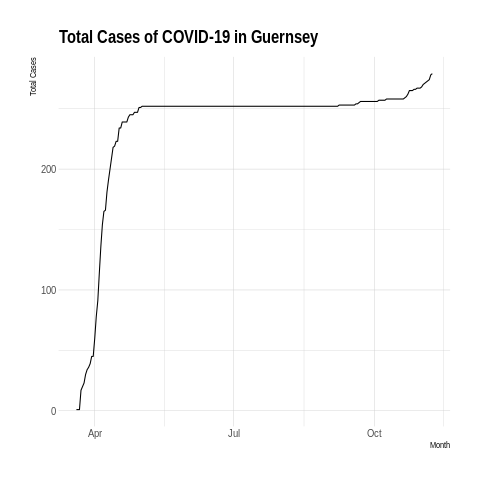 Total Cases of COVID-19 in Guernsey
Total Cases
200
100
0
Apr
Jul
Oct
Month